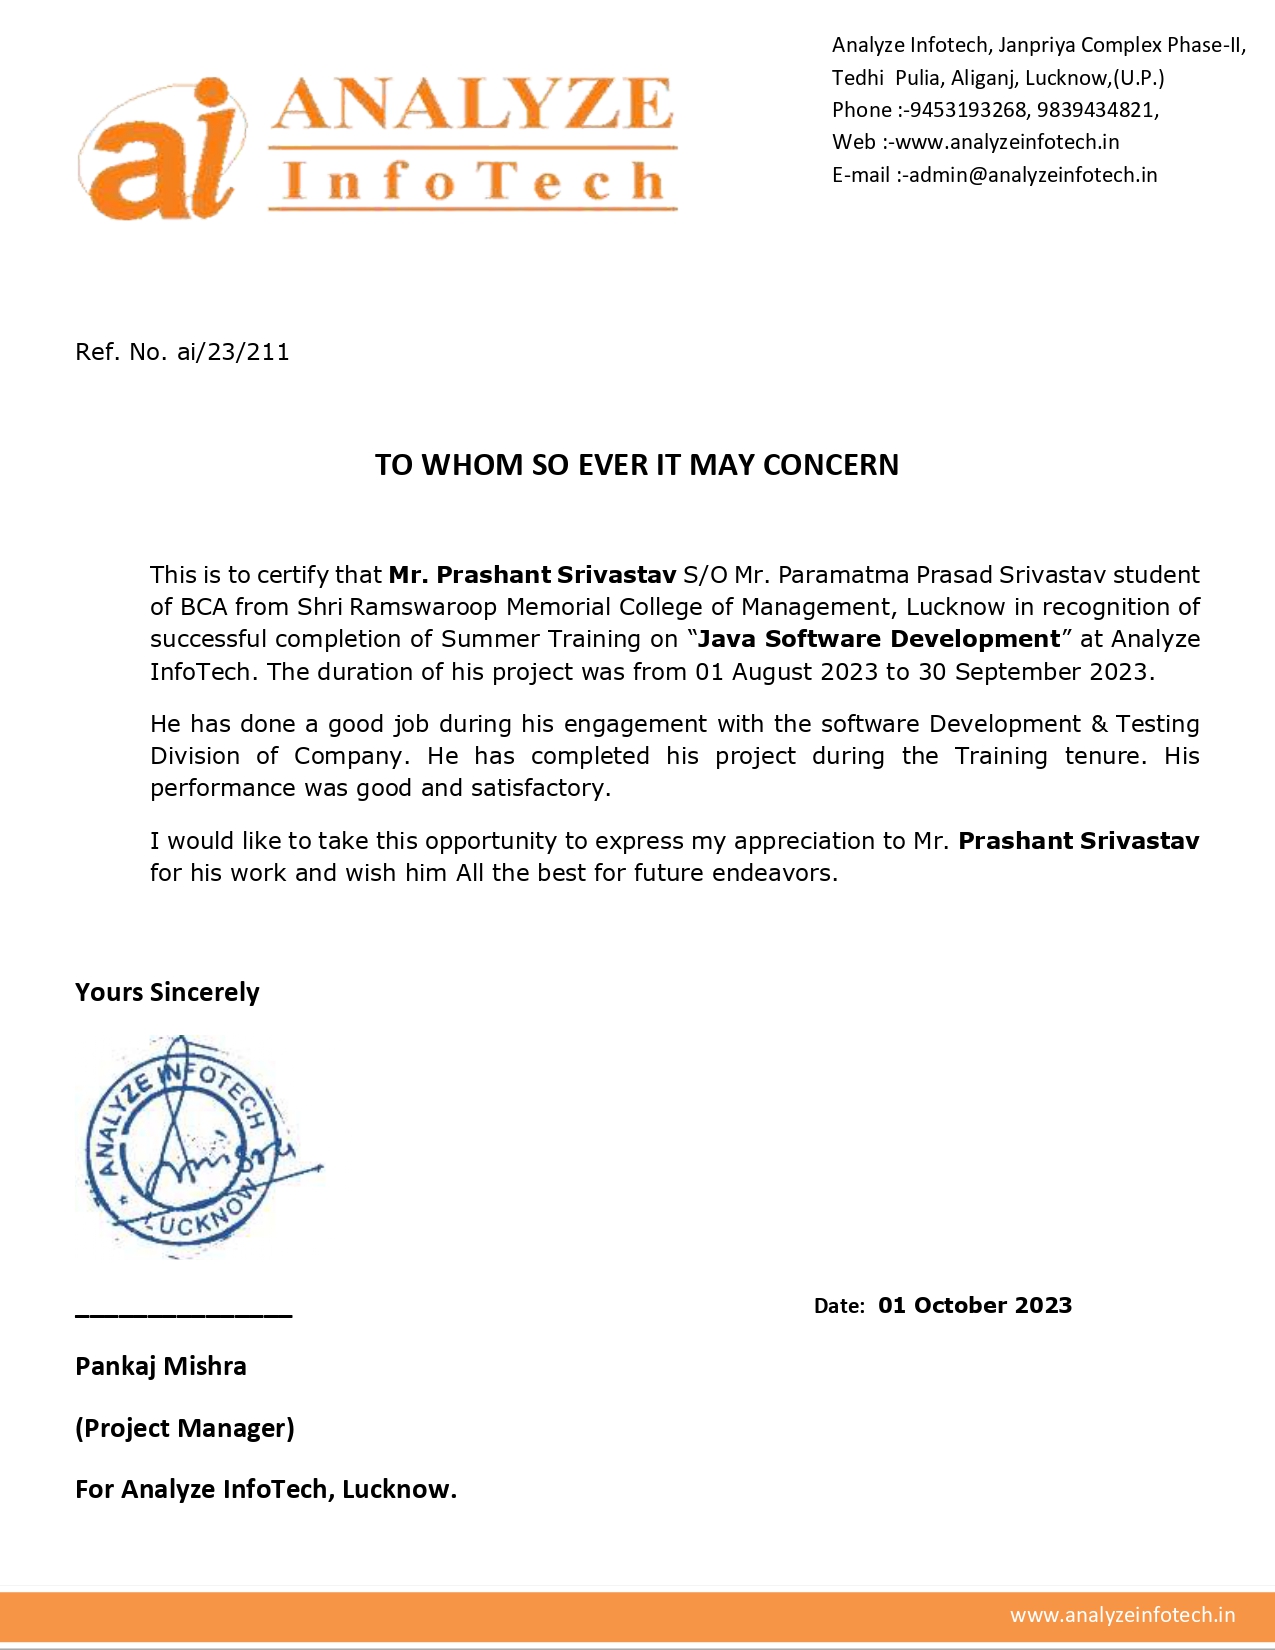 Analyze Infotech, Janpriya Complex Phase-II,
Tedhi Pulia, Aliganj, Lucknow,(U.P.)
Phone :-9453193268, 9839434821,
Web :-www.analyzeinfotech.in
E-mail :-admin@analyzeinfotech.in
ai ANALYZE
InfoTech
Ref. No. ai/23/211
TO WHOM SO EVER IT MAY CONCERN
This is to certify that Mr. Prashant Srivastav S/O Mr. Paramatma Prasad Srivastav student
of BCA from Shri Ramswaroop Memorial College of Management, Lucknow in recognition of
successful completion of Summer Training on “Java Software Development” at Analyze
InfoTech. The duration of his project was from 01 August 2023 to 30 September 2023.
He has done a good job during his engagement with the software Development & Testing
Division of Company. He has completed his project during the Training tenure. His
performance was good and satisfactory.
I would like to take this opportunity to express my appreciation to Mr. Prashant Srivastav
for his work and wish him All the best for future endeavors.
Yours Sincerely
ANALYZE INFOTECH
LUCKNOW
_______________
Date: 01 October 2023
Pankaj Mishra
(Project Manager)
For Analyze InfoTech, Lucknow.
www.analyzeinfotech.in